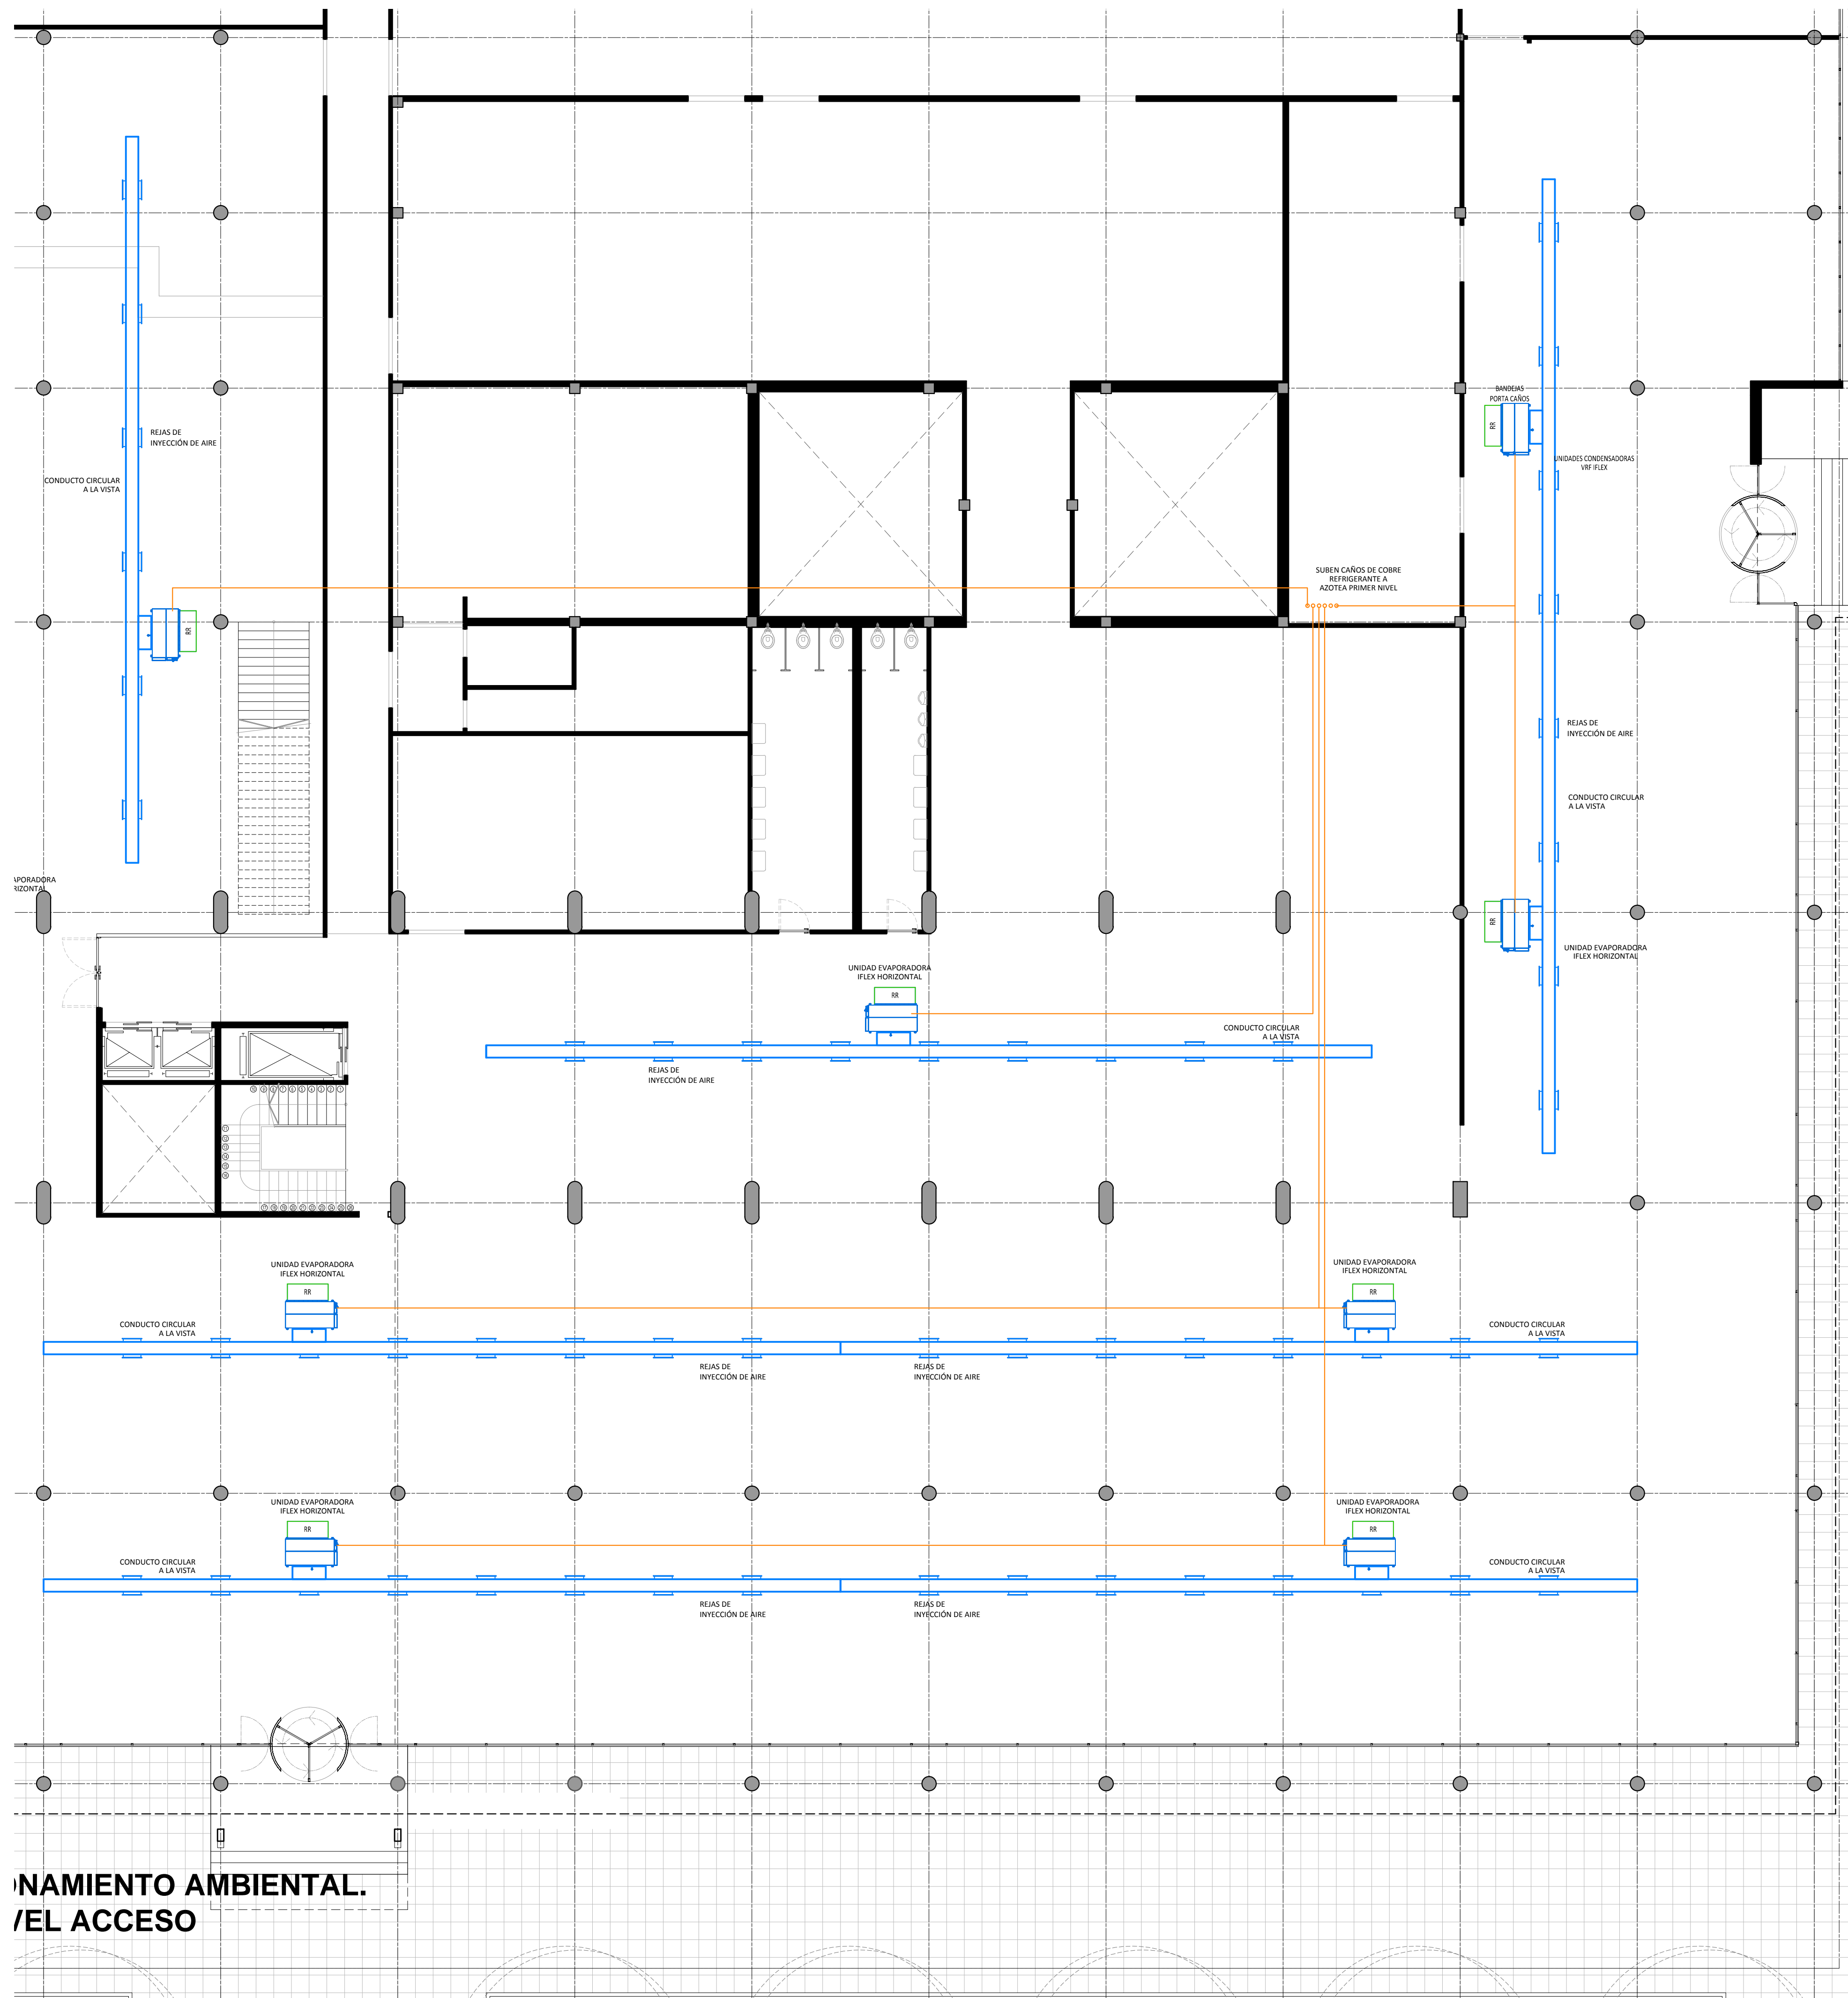 BANDEJAS
PORTA CAÑOS
RR
REJAS DE
INYECCIÓN DE AIRE
CONDUCTO CIRCULAR
A LA VISTA
UNIDADES CONDENSADORAS
VRF IFLEX
SUBEN CAÑOS DE COBRE
REFRIGERANTE A
AZOTEA PRIMER NIVEL
RR
REJAS DE
INYECCIÓN DE AIRE
CONDUCTO CIRCULAR
A LA VISTA
APORADORA
RIZONTAL
RR
UNIDAD EVAPORADORA
IFLEX HORIZONTAL
UNIDAD EVAPORADORA
IFLEX HORIZONTAL
RR
CONDUCTO CIRCULAR
A LA VISTA
REJAS DE
INYECCIÓN DE AIRE
UNIDAD EVAPORADORA
IFLEX HORIZONTAL
RR
UNIDAD EVAPORADORA
IFLEX HORIZONTAL
RR
CONDUCTO CIRCULAR
A LA VISTA
CONDUCTO CIRCULAR
A LA VISTA
REJAS DE
INYECCIÓN DE AIRE
REJAS DE
INYECCIÓN DE AIRE
UNIDAD EVAPORADORA
IFLEX HORIZONTAL
RR
UNIDAD EVAPORADORA
IFLEX HORIZONTAL
RR
CONDUCTO CIRCULAR
A LA VISTA
CONDUCTO CIRCULAR
A LA VISTA
REJAS DE
INYECCIÓN DE AIRE
REJAS DE
INYECCIÓN DE AIRE
ONAMIENTO AMBIENTAL.
VEL ACCESO